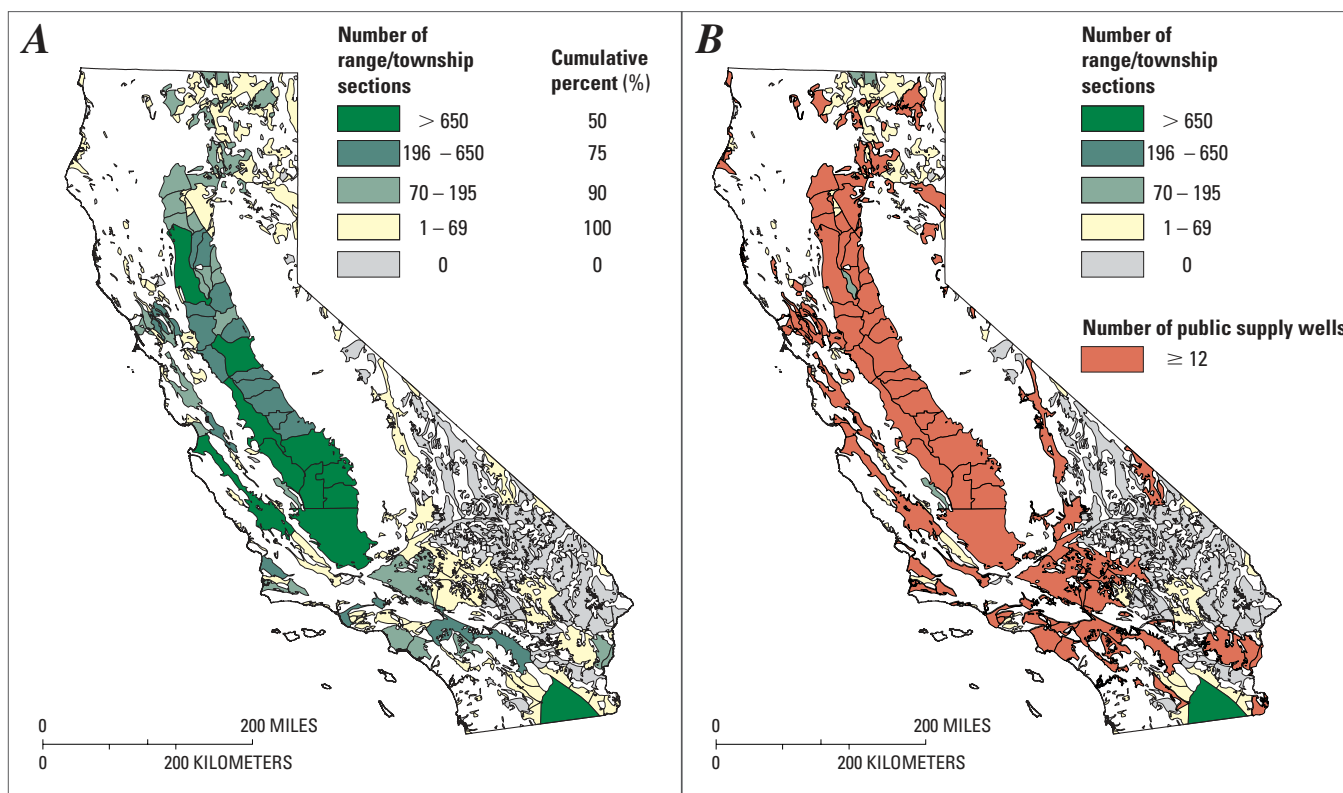 A
Number of
range/township
sections
Cumulative
percent (%)
> 650 50
196 – 650 75
70 – 195 90
1 – 69 100
0 0
0 200 MILES
0 200 KILOMETERS
B
Number of
range/township
sections
> 650
196 – 650
70 – 195
1 – 69
0
Number of public supply wells
≥ 12
0 200 MILES
0 200 KILOMETERS